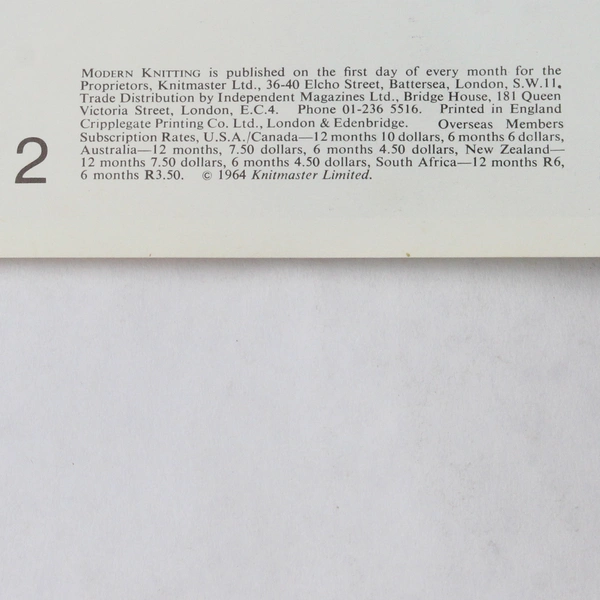 MODERN KNITTING is published on the first day of every month for the
Proprietors, Knitmaster Ltd., 36-40 Elcho Street, Battersea, London, S.W.11.
Trade Distribution by Independent Magazines Ltd., Bridge House, 181 Queen
Victoria Street, London, E.C.4. Phone 01-236 5516. Printed in England
Cripplegate Printing Co. Ltd., London & Edenbridge. Overseas Members
Subscription Rates, U.S.A./Canada—12 months 10 dollars, 6 months 6 dollars,
Australia—12 months, 7.50 dollars, 6 months 4.50 dollars, New Zealand—
12 months 7.50 dollars, 6 months 4.50 dollars, South Africa—12 months R6,
6 months R3.50. © 1964 Knitmaster Limited.
2